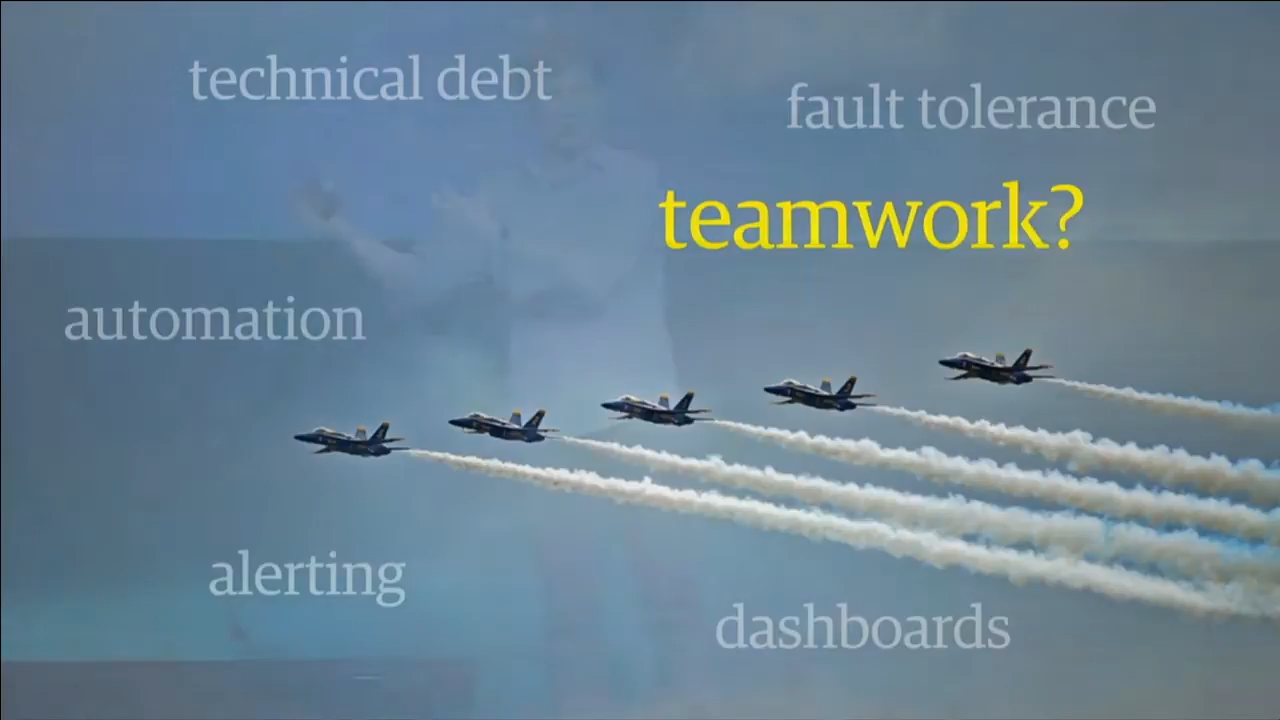 technical debt
fault tolerance
teamwork?
automation
alerting
dashboards